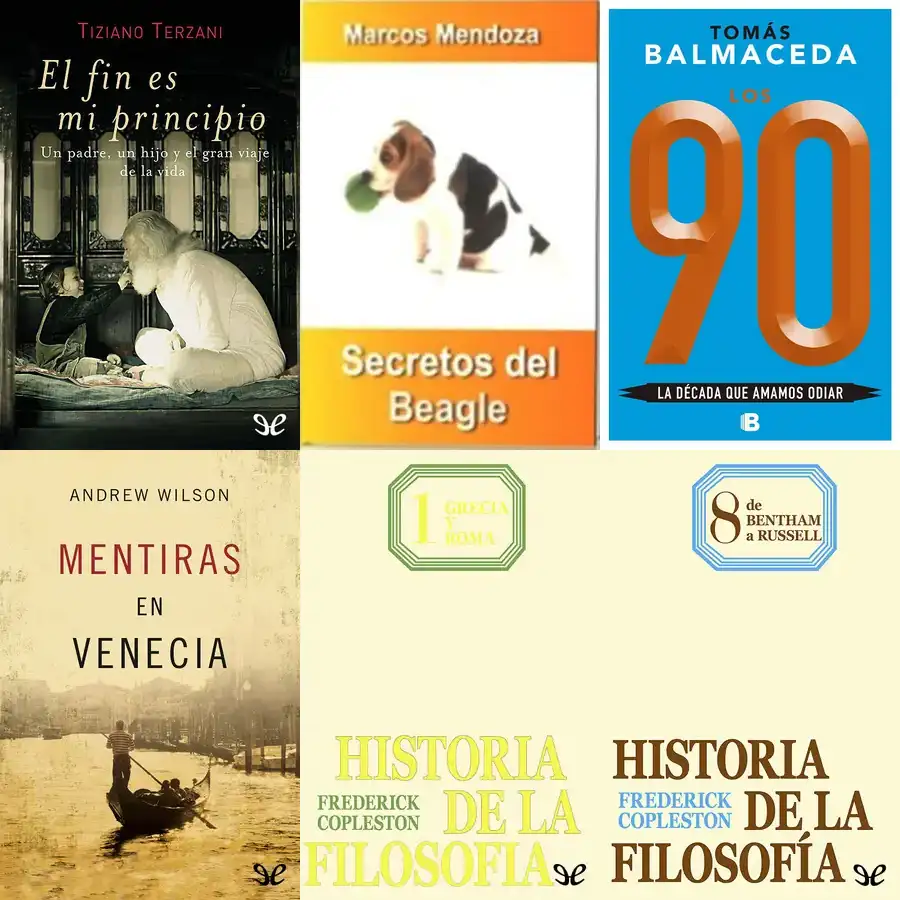 TIZIANO TERZANI
El fin es
mi principio
Un padre, un hijo y el gran viaje
de la vida
Marcos Mendoza
Secretos del
Beagle
TOMÁS
BALMACEDA
LOS
90
LA DÉCADA QUE AMAMOS ODIAR
B
ANDREW WILSON
MENTIRAS
EN
VENECIA
1 GRECIA
y
ROMA
HISTORIA
FREDERICK
COPLESTON
DE LA
FILOSOFIA
8 de
BENTHAM
a RUSSELL
HISTORIA
FREDERICK
COPLESTON
DE LA
FILOSOFÍA